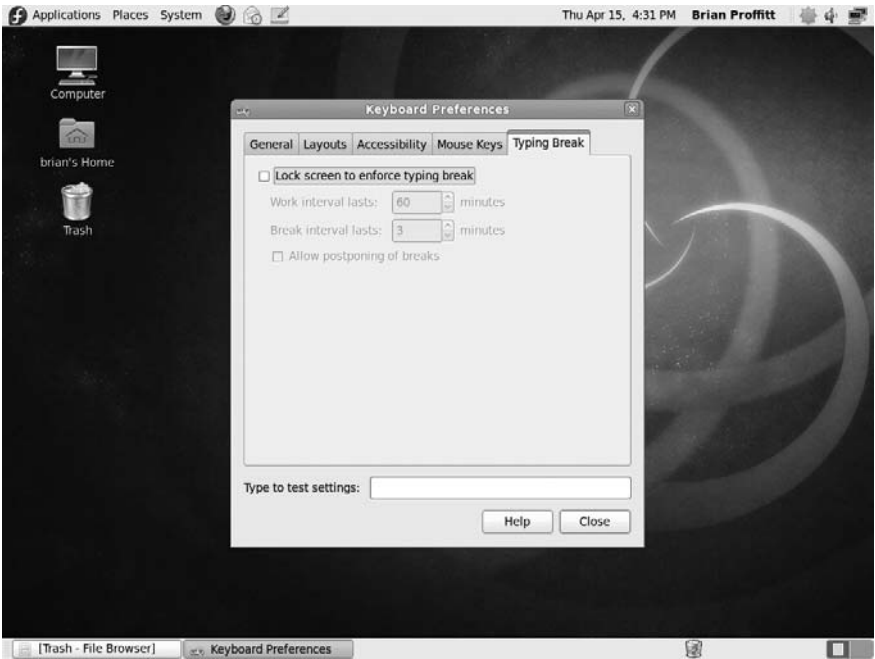 Applications Places System Thu Apr 15, 4:31 PM Brian Proffitt
Computer
brian's Home
Trash
Keyboard Preferences
General Layouts Accessibility Mouse Keys Typing Break
Lock screen to enforce typing break
Work interval lasts: 60 minutes
Break interval lasts: 3 minutes
Allow postponing of breaks
Type to test settings:
Help Close
[Trash - File Browser] Keyboard Preferences